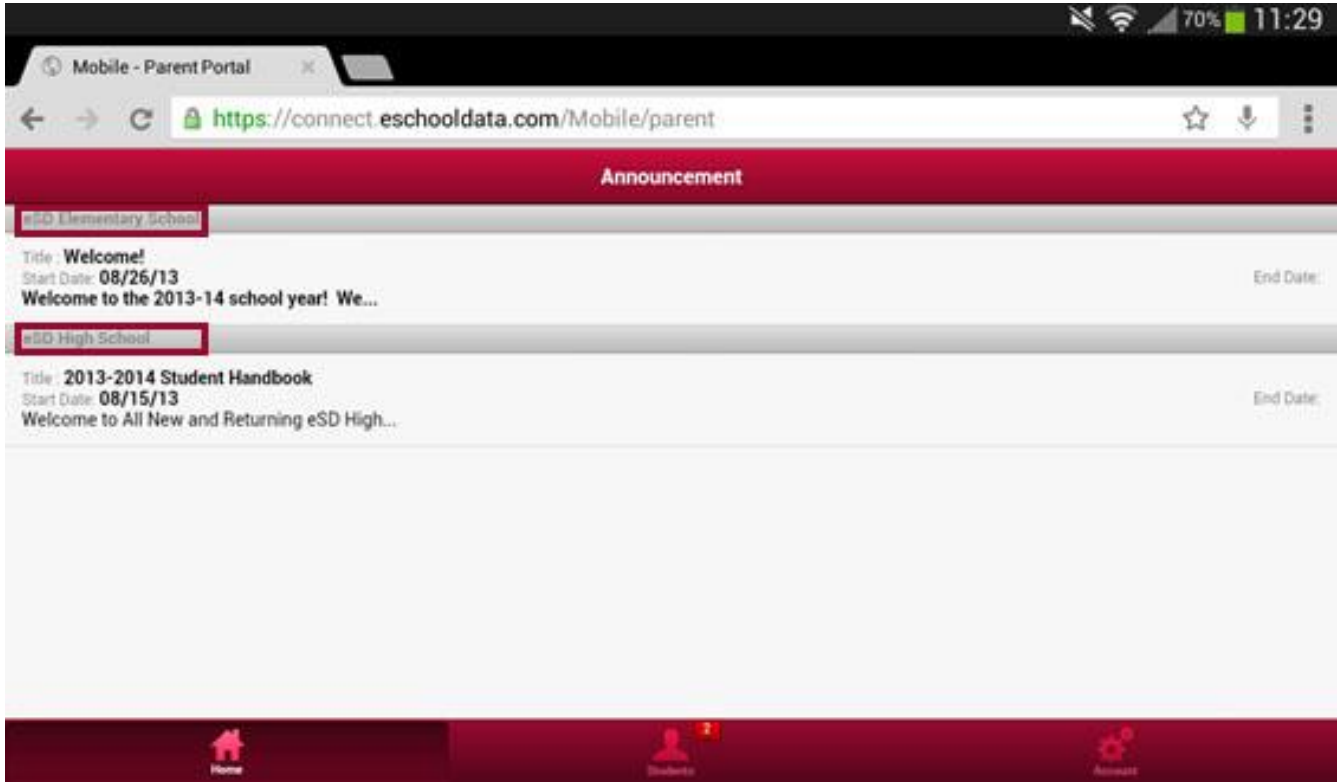 70% 11:29
Mobile - Parent Portal
https://connect.eschooldata.com/Mobile/parent
Announcement
eSD Elementary School
Title : Welcome!
Start Date: 08/26/13
End Date:
Welcome to the 2013-14 school year! We...
eSD High School
Title : 2013-2014 Student Handbook
Start Date: 08/15/13
End Date:
Welcome to All New and Returning eSD High...
2
Home
Students
Account